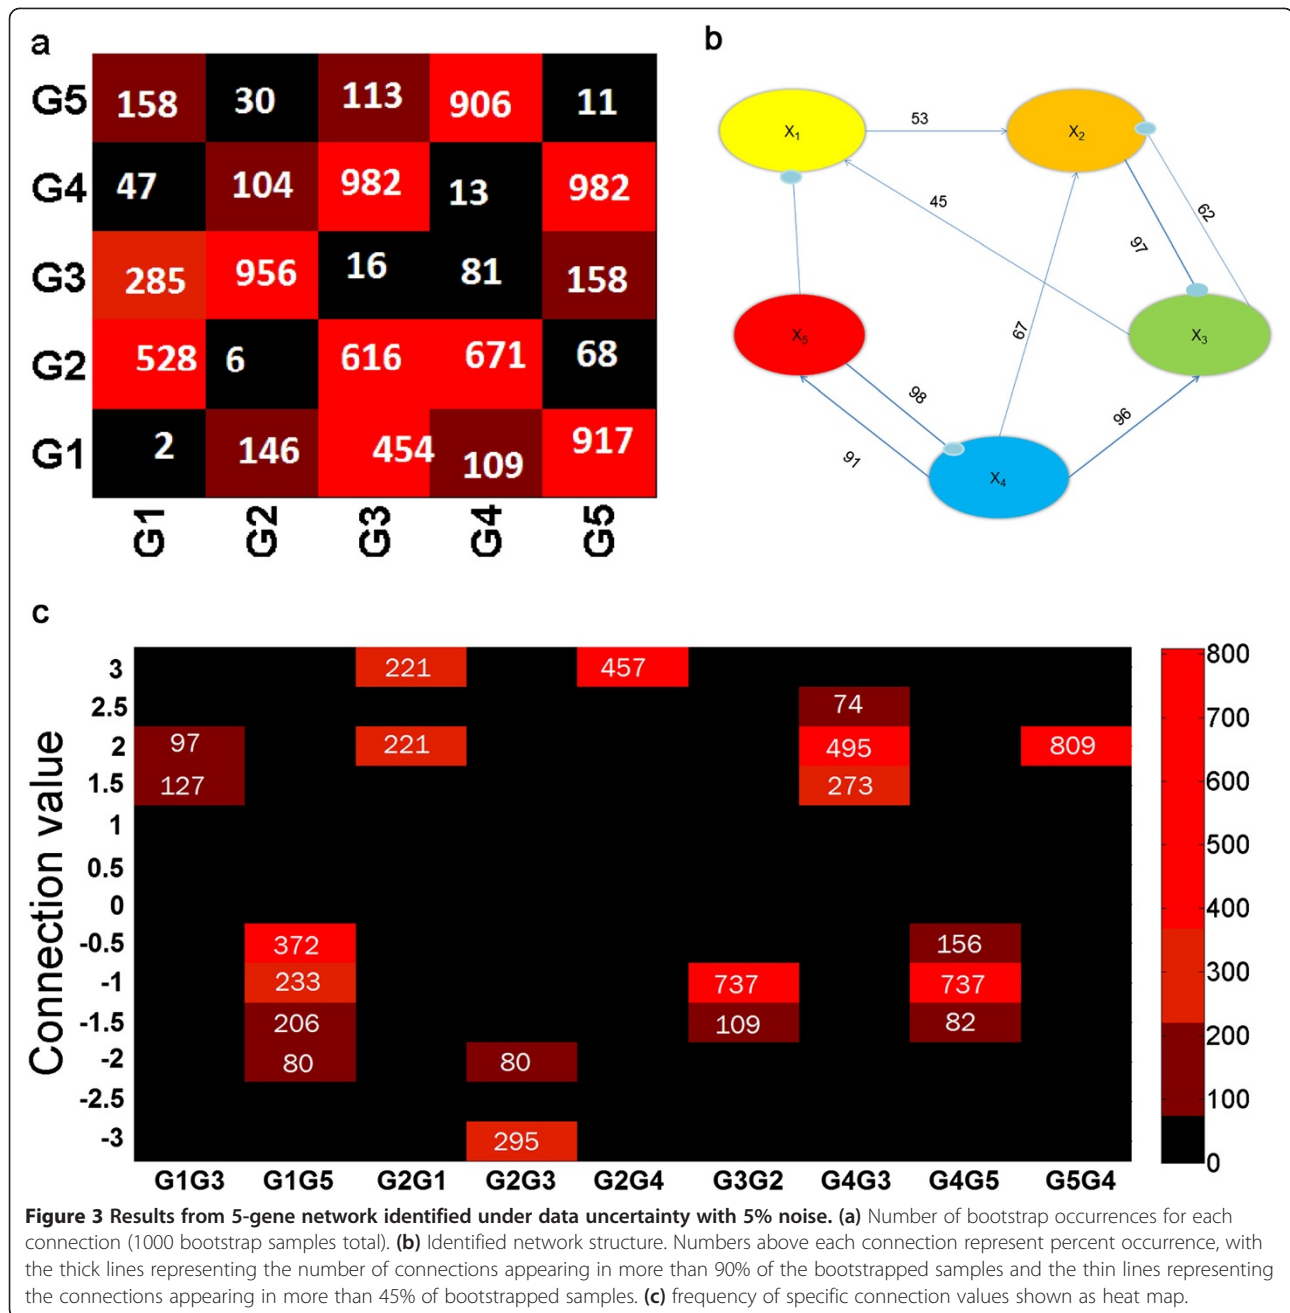 a
G5 158 30 113 906 11
G4 47 104 982 13 982
G3 285 956 16 81 158
G2 528 6 616 671 68
G1 2 146 454 109 917
G1 G2 G3 G4 G5
b
X1 53 X2
45 62
97
X5 67 X3
98 96
91 X4
c
Connection value
3 221 457 800
2.5 74 700
2 97 221 495 809 600
1.5 127 273
1 500
0.5
0 400
-0.5 372 156
-1 233 737 737 300
-1.5 206 109 82 200
-2 80 80
-2.5 100
-3 295 0
G1G3 G1G5 G2G1 G2G3 G2G4 G3G2 G4G3 G4G5 G5G4
Figure 3 Results from 5-gene network identified under data uncertainty with 5% noise. (a) Number of bootstrap occurrences for each
connection (1000 bootstrap samples total). (b) Identified network structure. Numbers above each connection represent percent occurrence, with
the thick lines representing the number of connections appearing in more than 90% of the bootstrapped samples and the thin lines representing
the connections appearing in more than 45% of bootstrapped samples. (c) frequency of specific connection values shown as heat map.